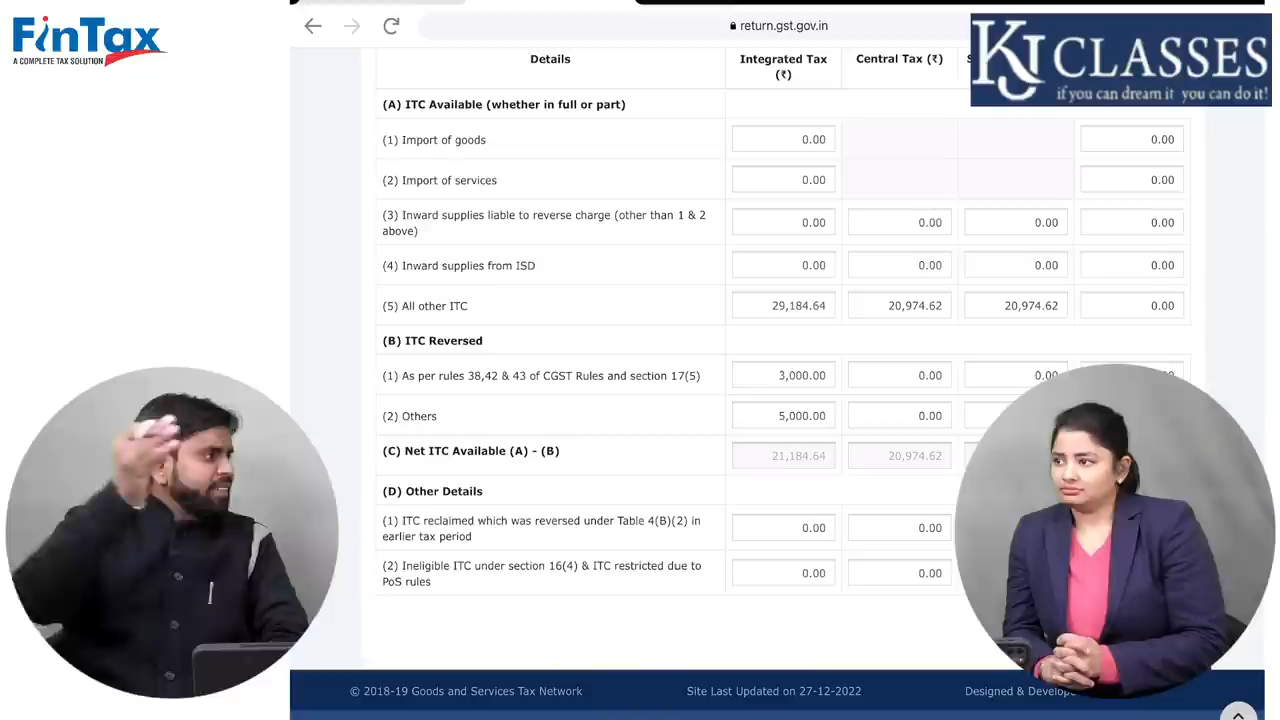 FinTax
A COMPLETE TAX SOLUTION
return.gst.gov.in
KJ CLASSES
if you can dream it you can do it!
Details Integrated Tax (₹) Central Tax (₹)
(A) ITC Available (whether in full or part)
(1) Import of goods 0.00 0.00
(2) Import of services 0.00 0.00
(3) Inward supplies liable to reverse charge (other than 1 & 2
above) 0.00 0.00 0.00 0.00
(4) Inward supplies from ISD 0.00 0.00 0.00 0.00
(5) All other ITC 29,184.64 20,974.62 20,974.62 0.00
(B) ITC Reversed
(1) As per rules 38,42 & 43 of CGST Rules and section 17(5) 3,000.00 0.00 0.00
(2) Others 5,000.00 0.00
(C) Net ITC Available (A) - (B) 21,184.64 20,974.62
(D) Other Details
(1) ITC reclaimed which was reversed under Table 4(B)(2) in
earlier tax period 0.00 0.00
(2) Ineligible ITC under section 16(4) & ITC restricted due to
PoS rules 0.00 0.00
© 2018-19 Goods and Services Tax Network Site Last Updated on 27-12-2022 Designed & Develope